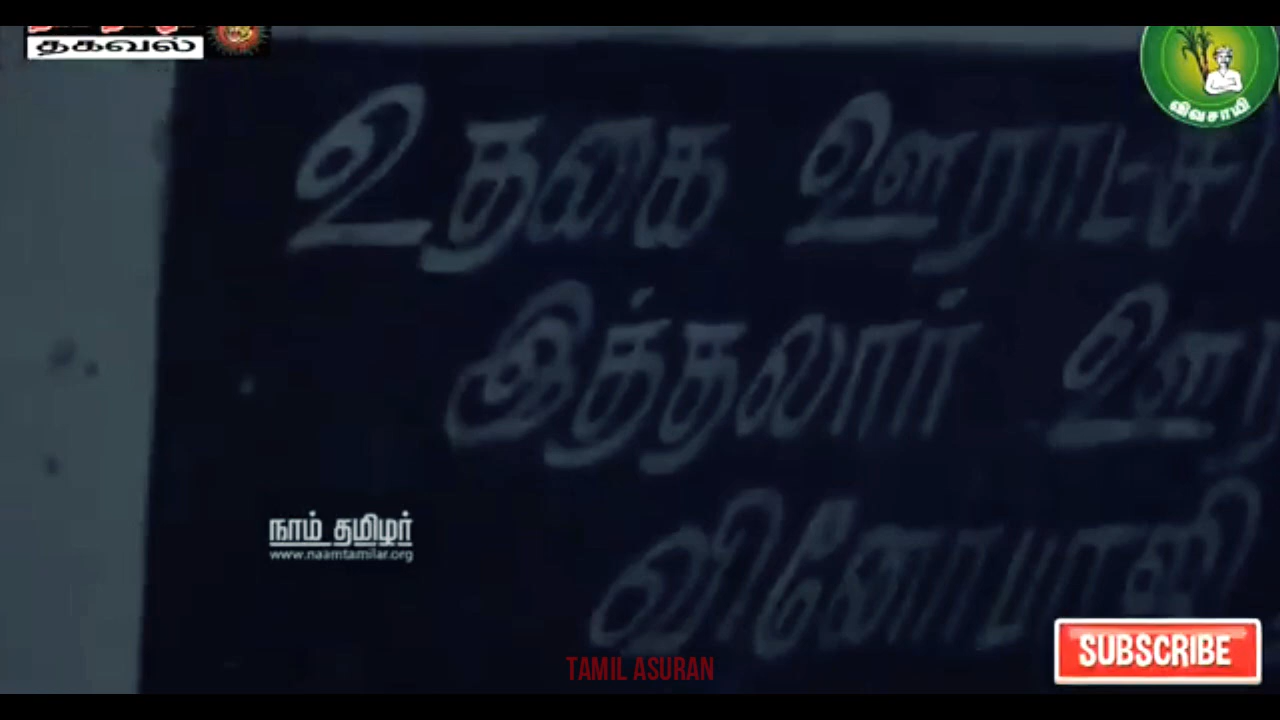 தகவல்
விவசாயி
உதகை ஊராட்சி
இத்தலார்
நாம் தமிழர்
www.naamtamilar.org
SUBSCRIBE
TAMIL ASURAN